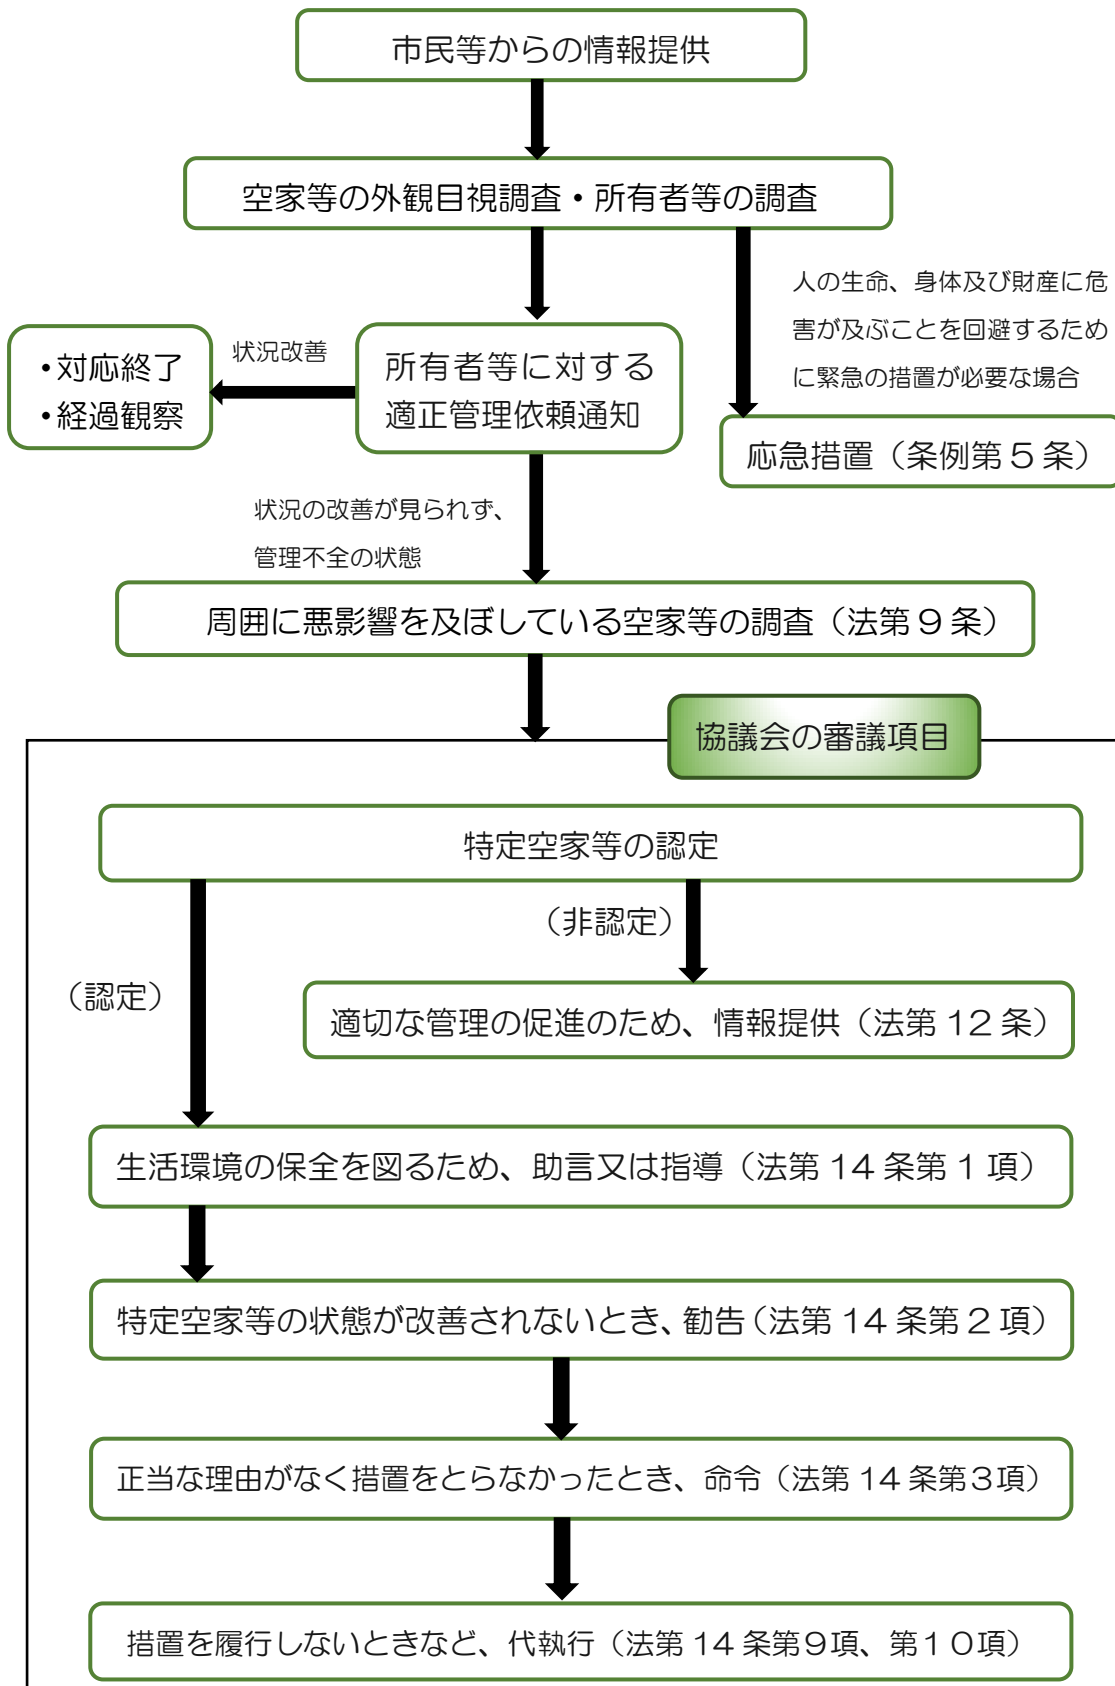 市民等からの情報提供
空家等の外観目視調査・所有者等の調査
人の生命、身体及び財産に危
害が及ぶことを回避するため
に緊急の措置が必要な場合
状況改善
・対応終了
・経過観察
所有者等に対する
適正管理依頼通知
応急措置（条例第５条）
状況の改善が見られず、
管理不全の状態
周囲に悪影響を及ぼしている空家等の調査（法第９条）
協議会の審議項目
特定空家等の認定
（非認定）
（認定）
適切な管理の促進のため、情報提供（法第 12 条）
生活環境の保全を図るため、助言又は指導（法第 14 条第１項）
特定空家等の状態が改善されないとき、勧告（法第 14 条第２項）
正当な理由がなく措置をとらなかったとき、命令（法第 14 条第３項）
措置を履行しないときなど、代執行（法第 14 条第９項、第１０項）